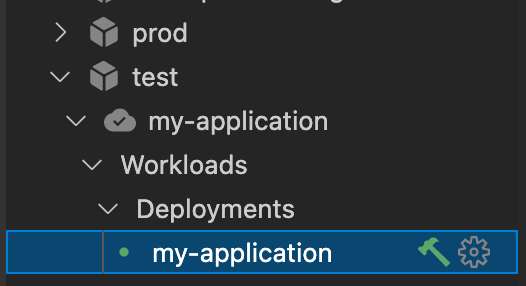 prod
test
my-application
Workloads
Deployments
my-application